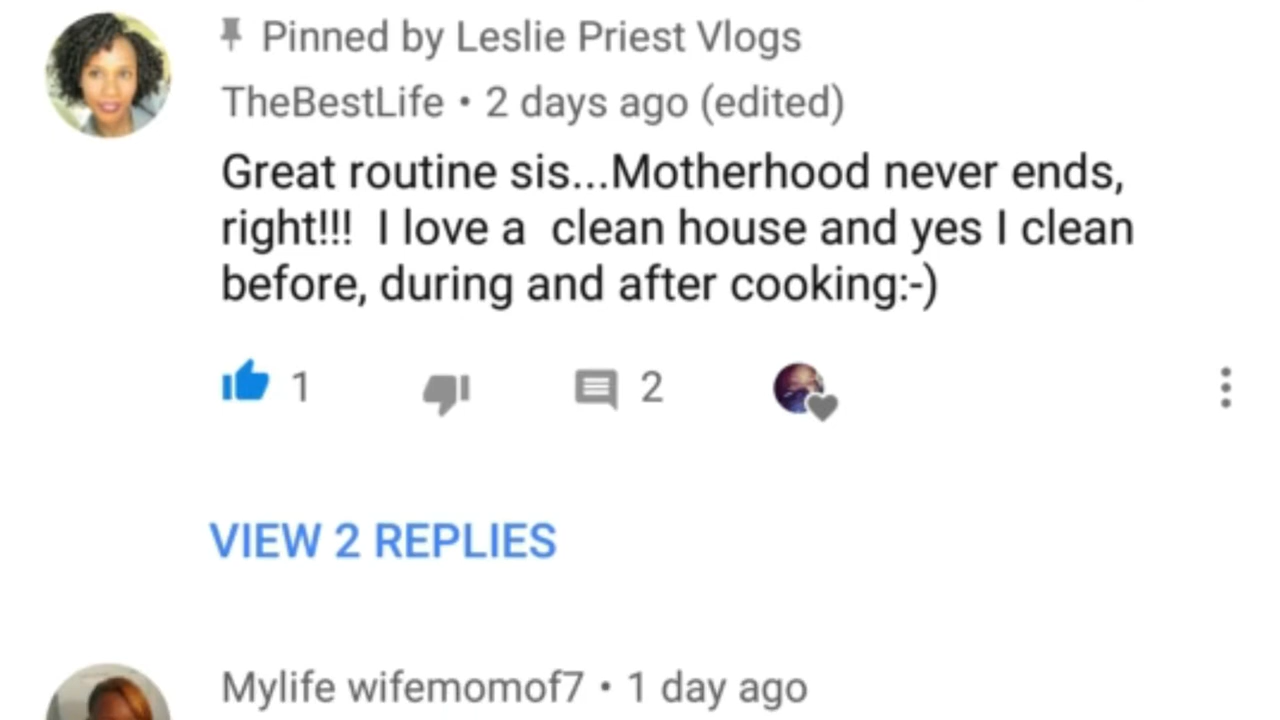 Pinned by Leslie Priest Vlogs
TheBestLife • 2 days ago (edited)
Great routine sis...Motherhood never ends,
right!!!  I love a  clean house and yes I clean
before, during and after cooking:-)
1 2
VIEW 2 REPLIES
Mylife wifemomof7 • 1 day ago